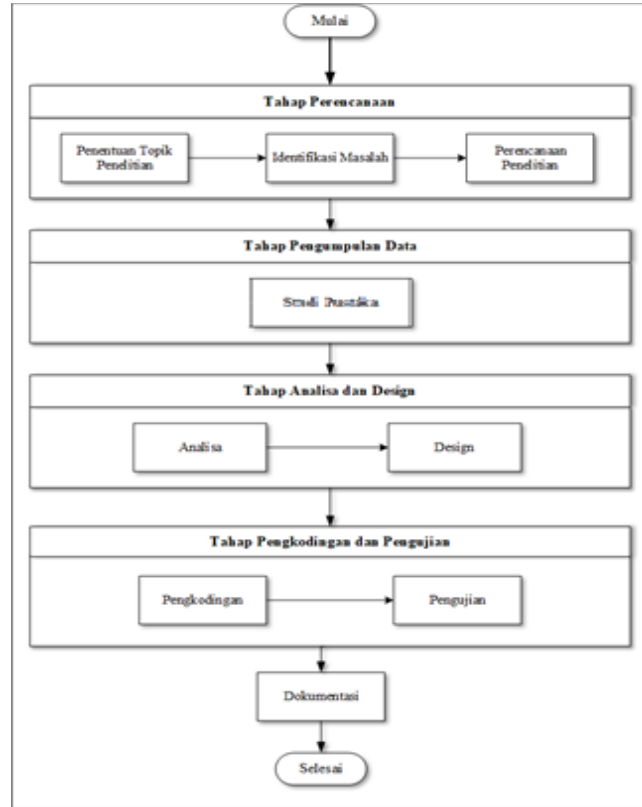 Mulai
Tahap Perencanaan
Penentuan Topik
Penelitian
Identifikasi Masalah
Perencanaan
Penelitian
Tahap Pengumpulan Data
Studi Pustaka
Tahap Analisa dan Design
Analisa
Design
Tahap Pengkodingan dan Pengujian
Pengkodingan
Pengujian
Dokumentasi
Selesai